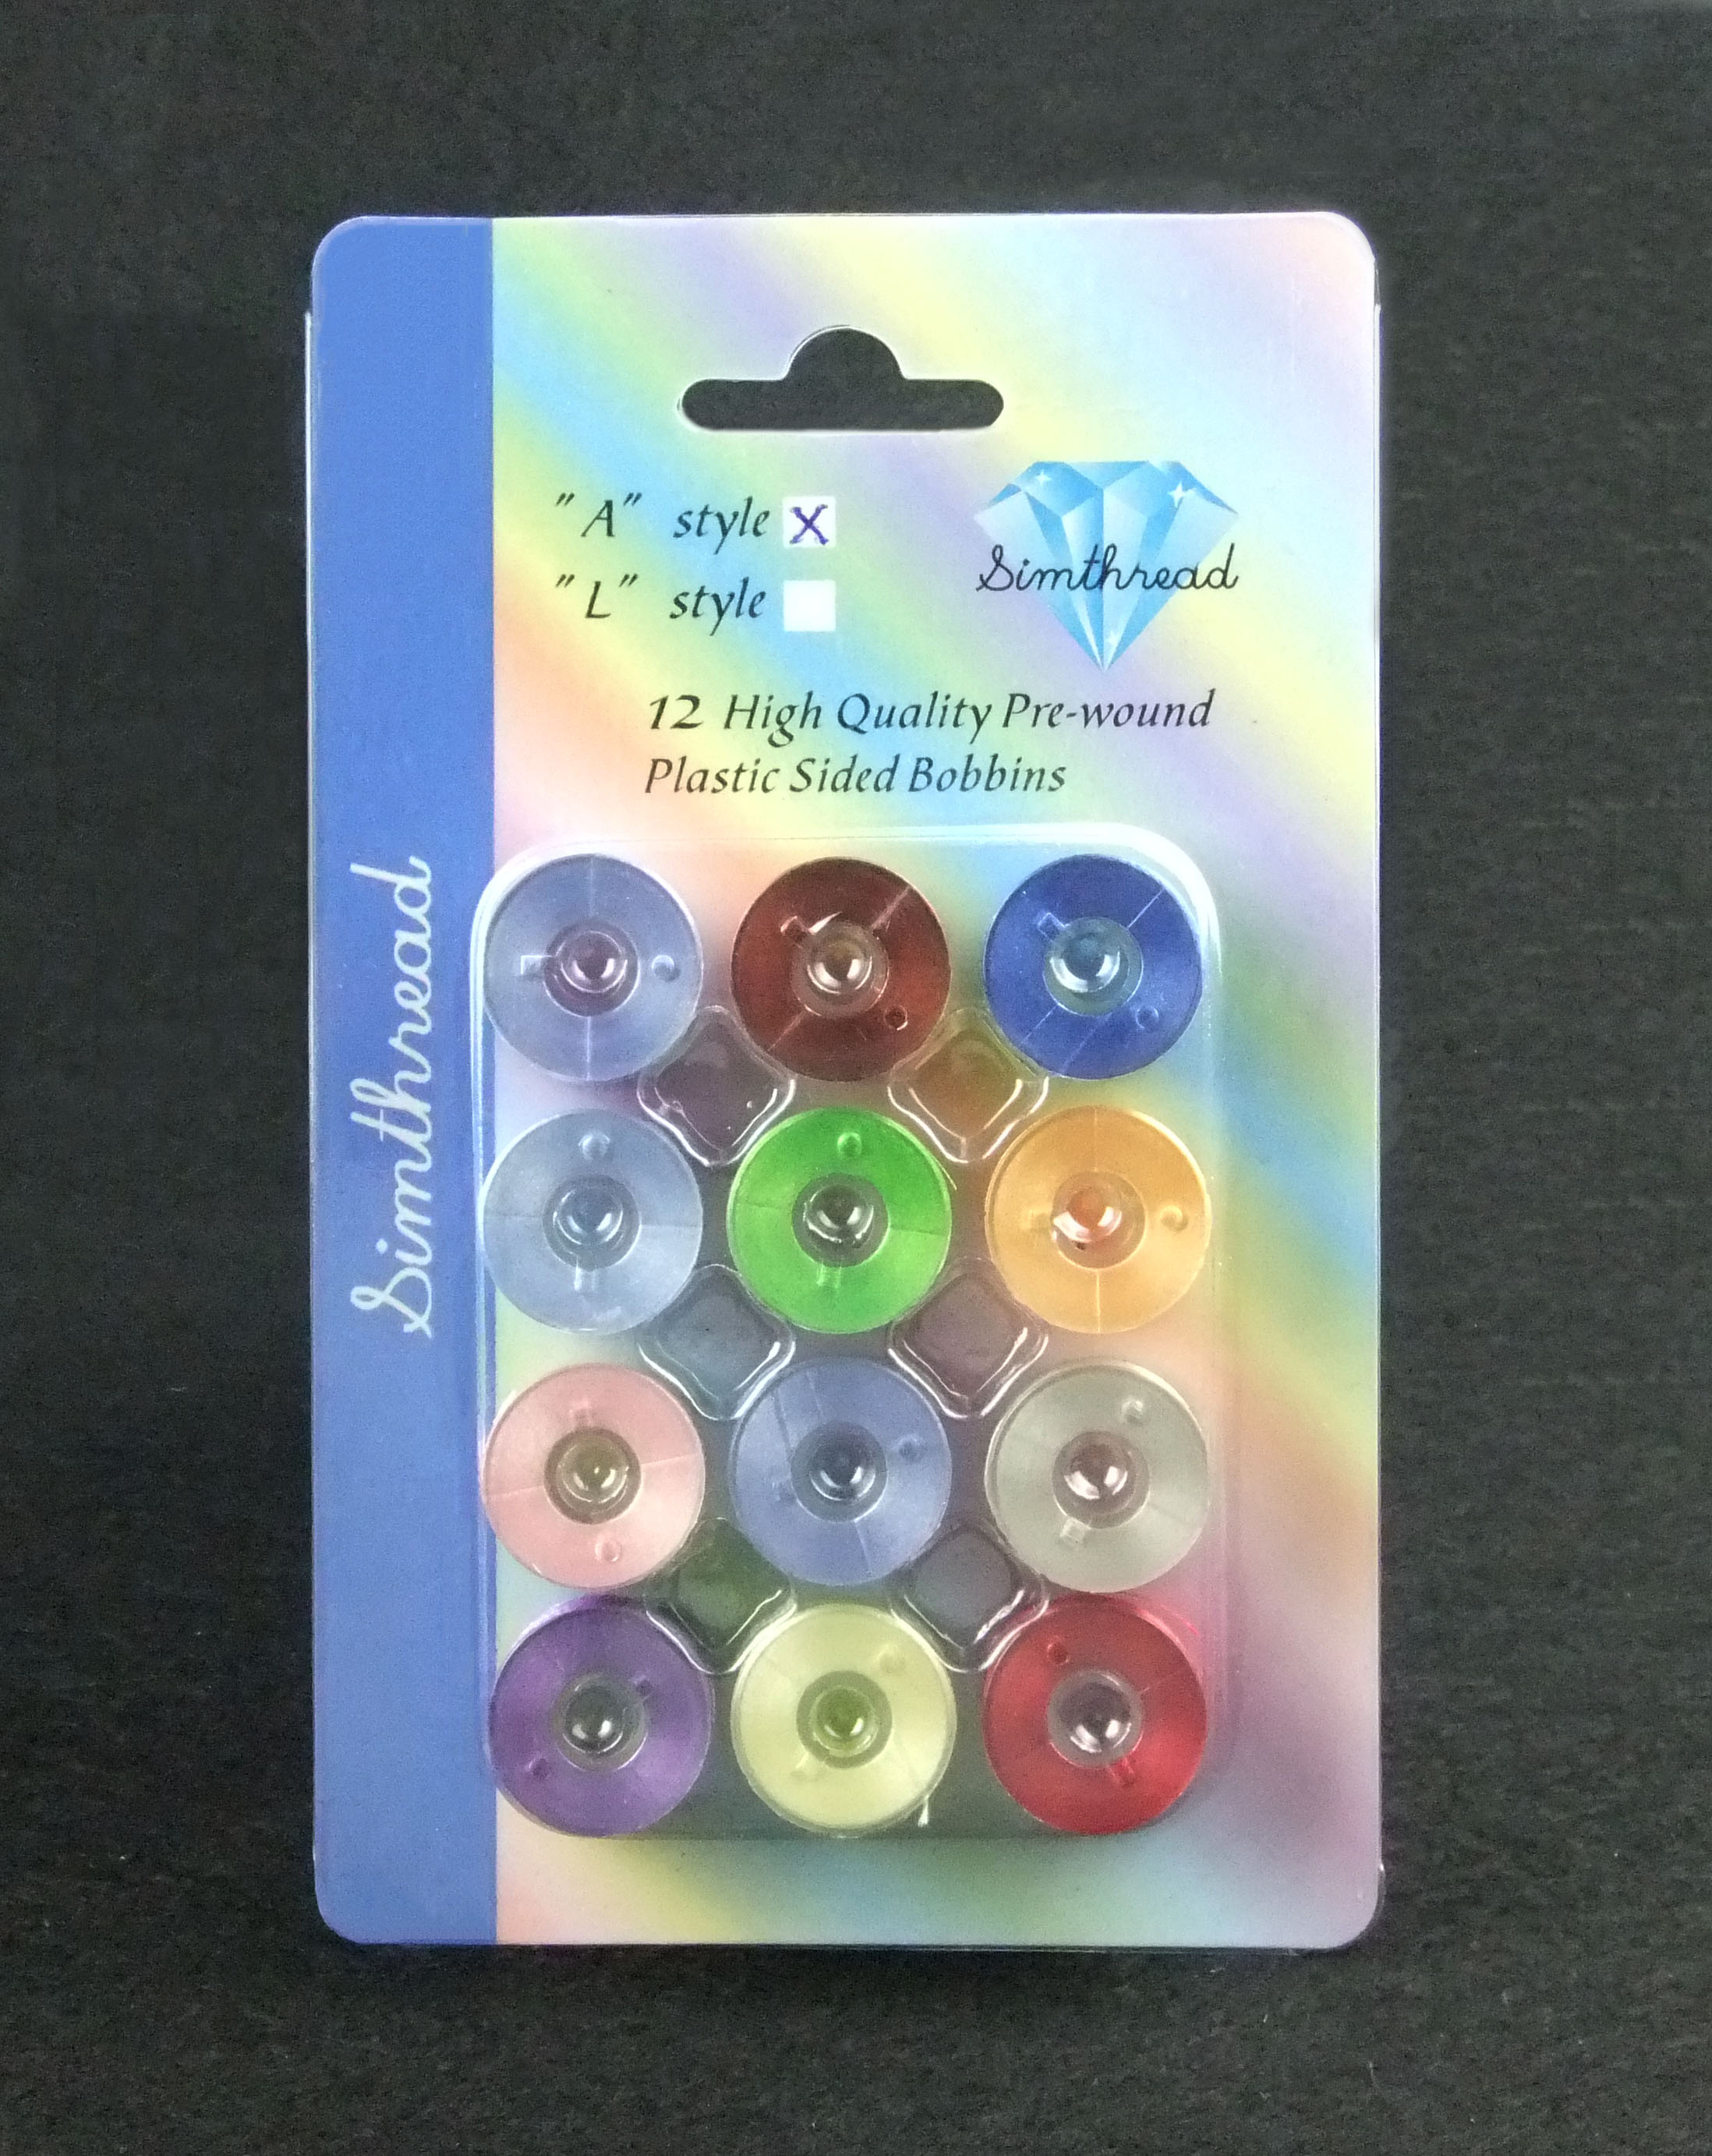 "A" style X
"L" style
Simthread
12 High Quality Pre-wound
Plastic Sided Bobbins
Simthread